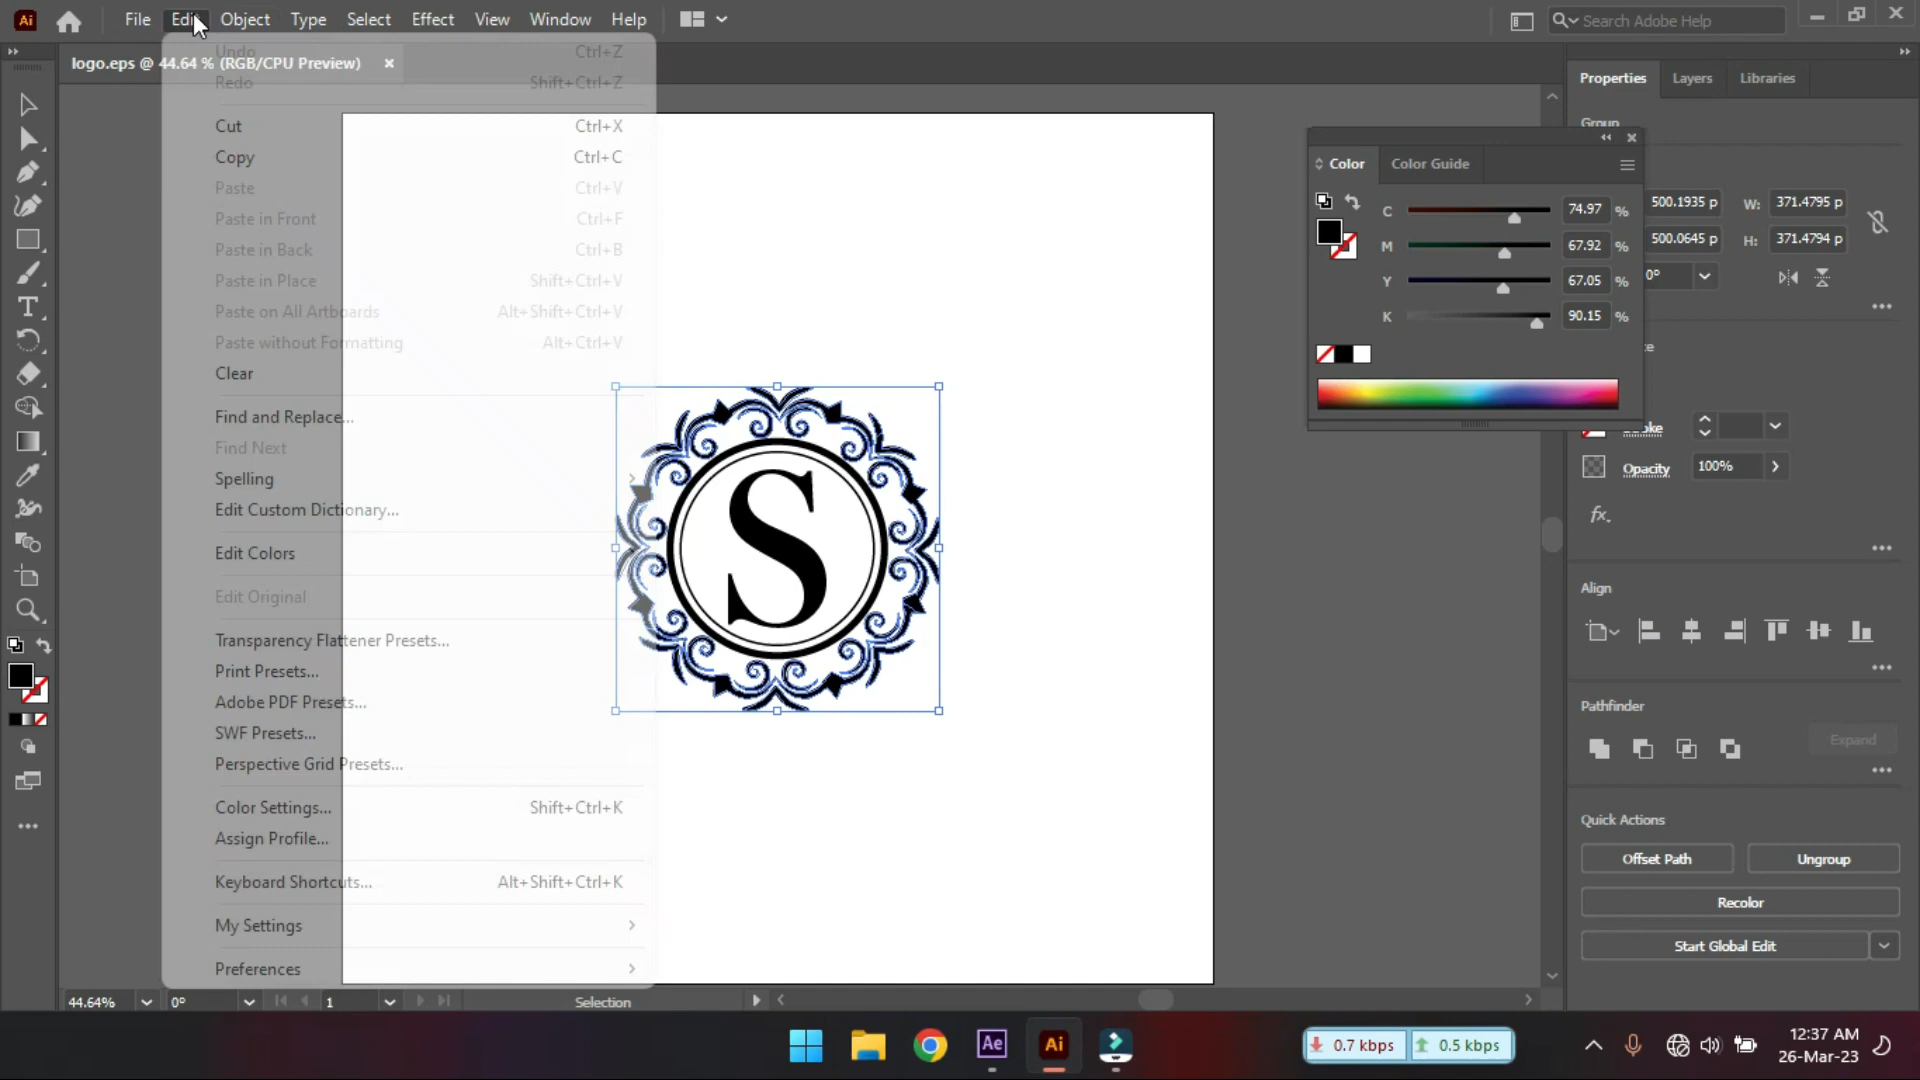 Ai File Edit Object Type Select Effect View Window Help Search Adobe Help
logo.eps @ 44.64 % (RGB/CPU Preview)
Undo Ctrl+Z
Redo Shift+Ctrl+Z
Cut Ctrl+X
Copy Ctrl+C
Paste Ctrl+V
Paste in Front Ctrl+F
Paste in Back Ctrl+B
Paste in Place Shift+Ctrl+V
Paste on All Artboards Alt+Shift+Ctrl+V
Paste without Formatting Alt+Ctrl+V
Clear
Find and Replace...
Find Next
Spelling
Edit Custom Dictionary...
Edit Colors
Edit Original
Transparency Flattener Presets...
Print Presets...
Adobe PDF Presets...
SWF Presets...
Perspective Grid Presets...
Color Settings... Shift+Ctrl+K
Assign Profile...
Keyboard Shortcuts... Alt+Shift+Ctrl+K
My Settings
Preferences
S
Color Color Guide
C 74.97 %
M 67.92 %
Y 67.05 %
K 90.15 %
Properties Layers Libraries
Group
500.1935 p W: 371.4795 p
500.0645 p H: 371.4794 p
0°
Stroke
Opacity 100%
fx
Align
Pathfinder
Expand
Quick Actions
Offset Path Ungroup
Recolor
Start Global Edit
44.64% 0° 1 Selection
Ae Ai 0.7 kbps 0.5 kbps 12:37 AM
26-Mar-23